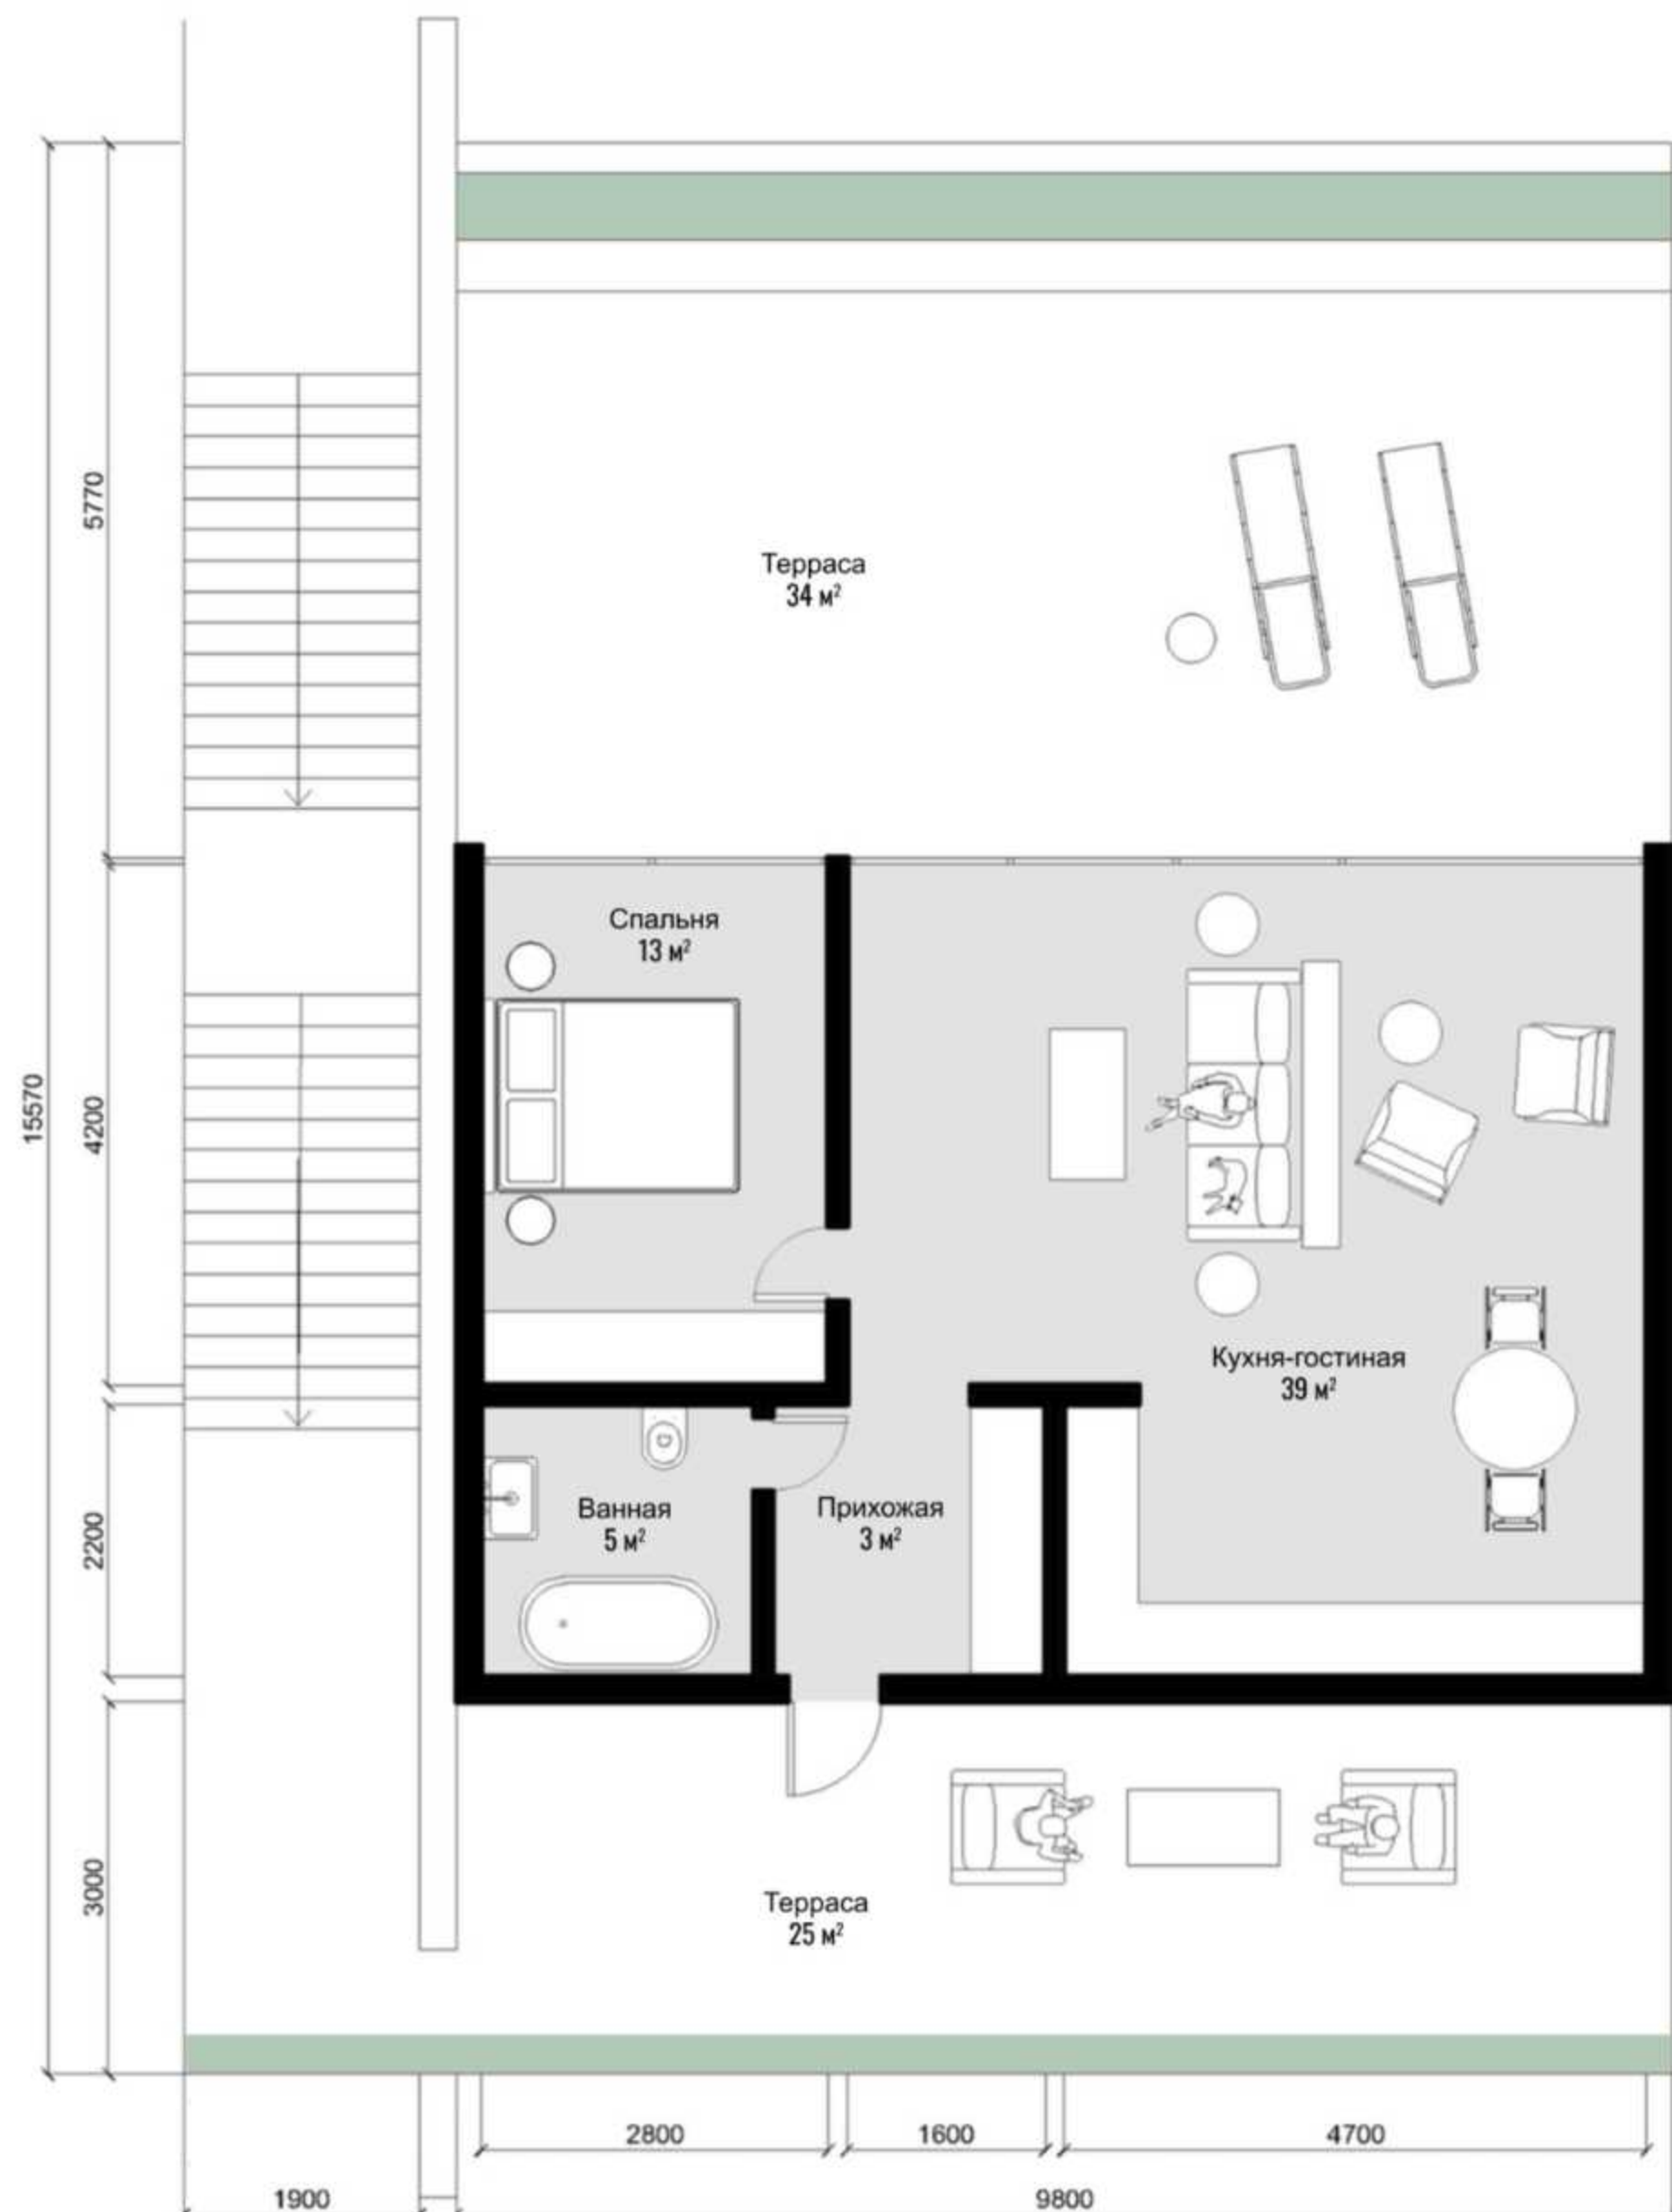 5770
Терраса
34 м²
Спальня
13 м²
15570
4200
Кухня-гостиная
39 м²
Ванная
5 м²
Прихожая
3 м²
2200
3000
Терраса
25 м²
2800
1600
4700
1900
9800